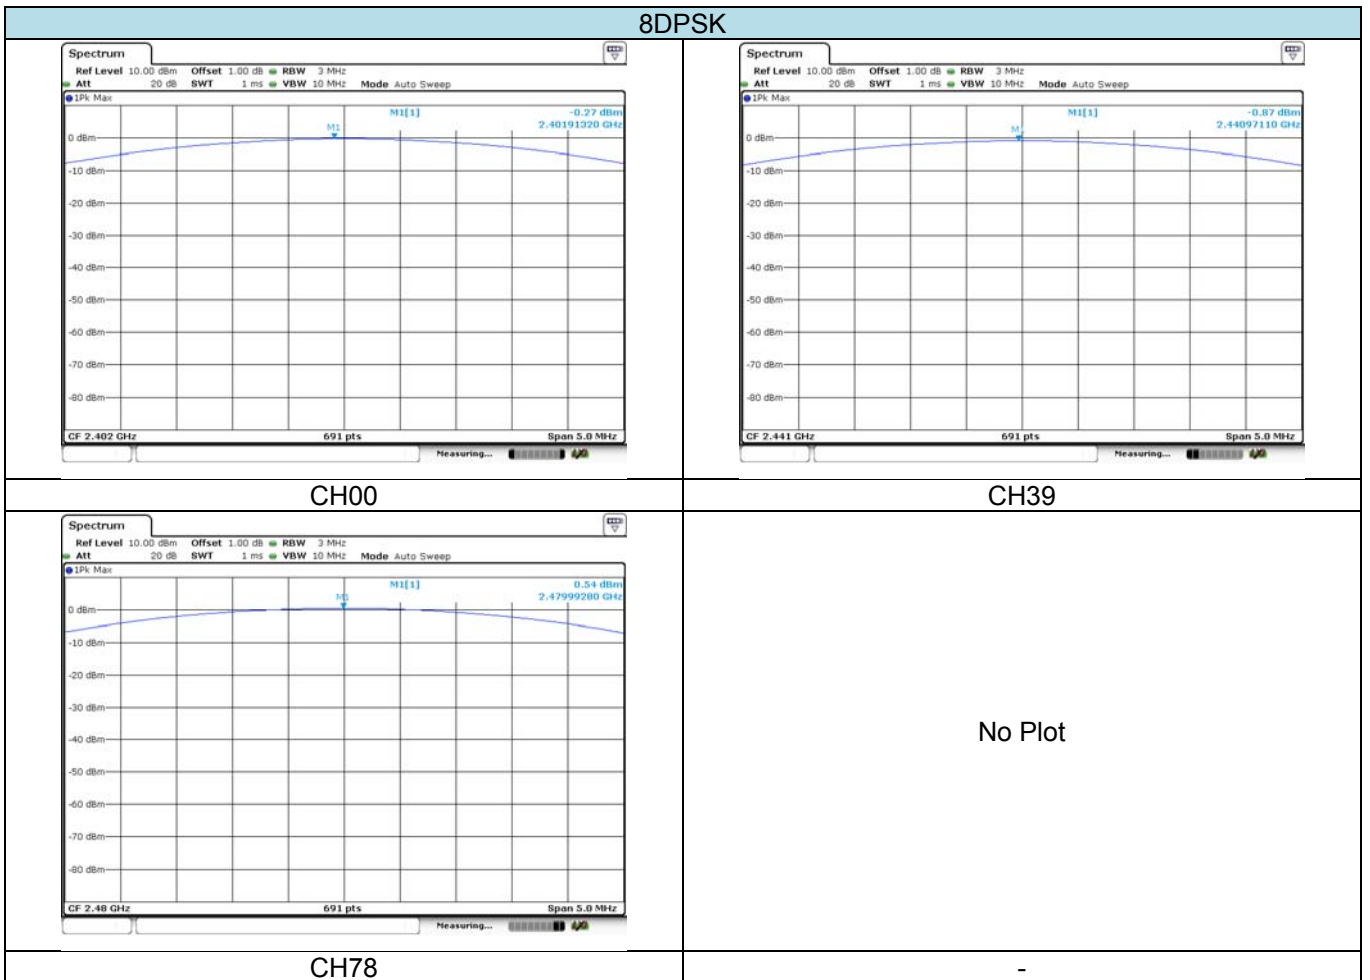 8DPSK
Spectrum
Ref Level 10.00 dBm Offset 1.00 dB RBW 3 MHz
Att 20 dB SWT 1 ms VBW 10 MHz Mode Auto Sweep
1Pk Max
M1[1] -0.27 dBm
2.40191320 GHz
M1
0 dBm
-10 dBm
-20 dBm
-30 dBm
-40 dBm
-50 dBm
-60 dBm
-70 dBm
-80 dBm
CF 2.402 GHz 691 pts Span 5.0 MHz
Measuring...
CH00
Spectrum
Ref Level 10.00 dBm Offset 1.00 dB RBW 3 MHz
Att 20 dB SWT 1 ms VBW 10 MHz Mode Auto Sweep
1Pk Max
M1[1] -0.87 dBm
2.44097110 GHz
M
0 dBm
-10 dBm
-20 dBm
-30 dBm
-40 dBm
-50 dBm
-60 dBm
-70 dBm
-80 dBm
CF 2.441 GHz 691 pts Span 5.0 MHz
Measuring...
CH39
Spectrum
Ref Level 10.00 dBm Offset 1.00 dB RBW 3 MHz
Att 20 dB SWT 1 ms VBW 10 MHz Mode Auto Sweep
1Pk Max
M1[1] 0.54 dBm
2.47999280 GHz
M1
0 dBm
-10 dBm
-20 dBm
-30 dBm
-40 dBm
-50 dBm
-60 dBm
-70 dBm
-80 dBm
CF 2.48 GHz 691 pts Span 5.0 MHz
Measuring...
CH78
No Plot
-